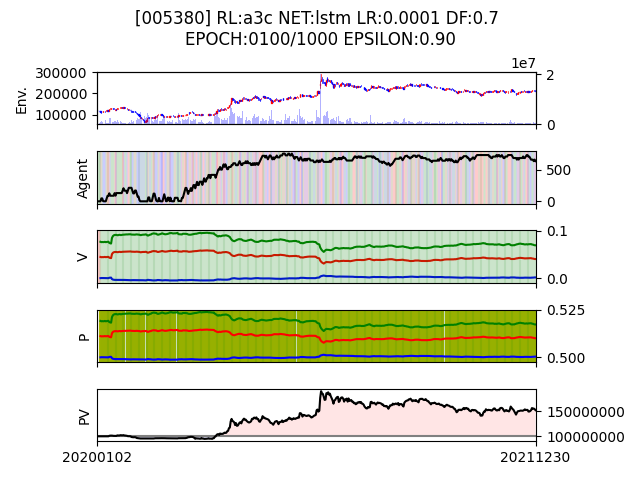 [005380] RL:a3c NET:lstm LR:0.0001 DF:0.7
EPOCH:0100/1000 EPSILON:0.90
1e7
Env.
300000
200000
100000
2
0
Agent
500
0
V
0.1
0.0
P
0.525
0.500
PV
150000000
100000000
20200102
20211230